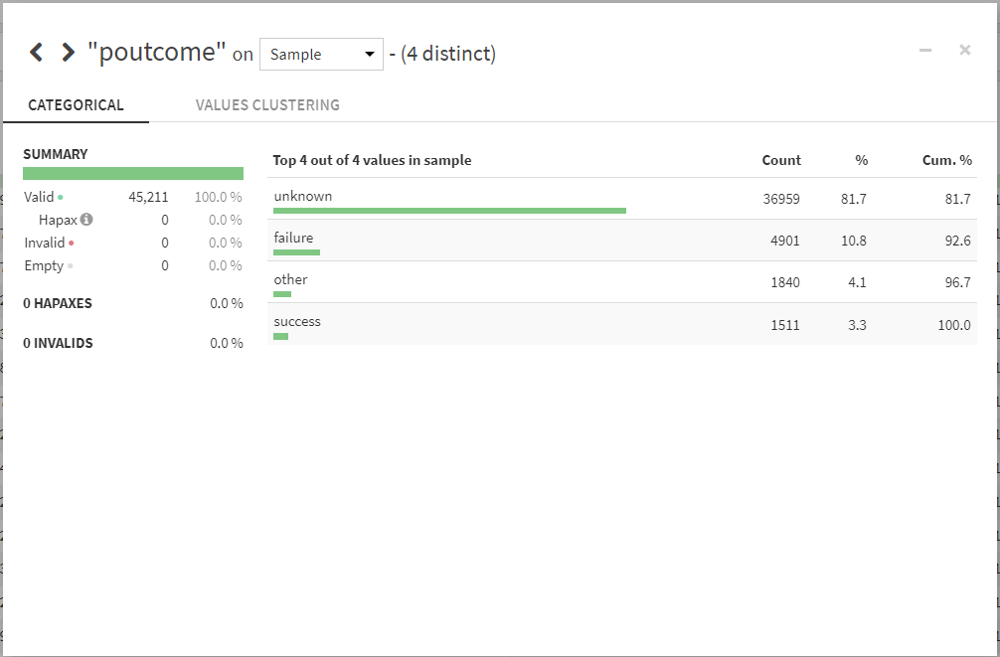 "poutcome" on Sample - (4 distinct)
CATEGORICAL VALUES CLUSTERING
SUMMARY
Valid 45,211 100.0 %
Hapax 0 0.0 %
Invalid 0 0.0 %
Empty 0 0.0 %
0 HAPAXES 0.0 %
0 INVALIDS 0.0 %
Top 4 out of 4 values in sample Count % Cum. %
unknown 36959 81.7 81.7
failure 4901 10.8 92.6
other 1840 4.1 96.7
success 1511 3.3 100.0